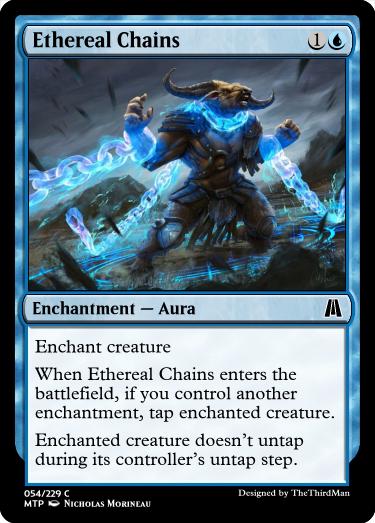 Ethereal Chains 1
Enchantment — Aura
Enchant creature
When Ethereal Chains enters the
battlefield, if you control another
enchantment, tap enchanted creature.
Enchanted creature doesn't untap
during its controller's untap step.
054/229 C
MTP Nicholas Morineau
Designed by TheThirdMan